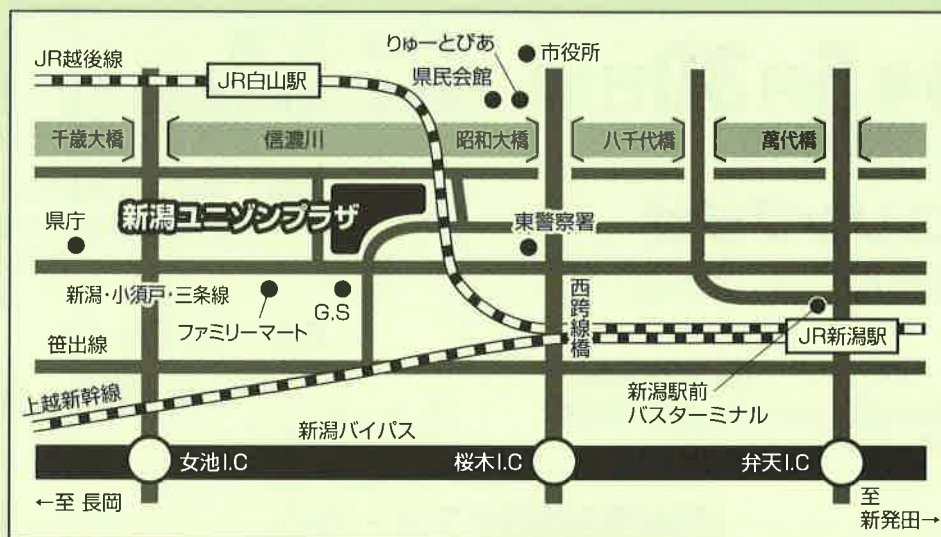 りゅーとぴあ
市役所
JR越後線
JR白山駅
県民会館
千歳大橋
信濃川
昭和大橋
八千代橋
萬代橋
新潟ユニゾンプラザ
県庁
東警察署
新潟・小須戸・三条線
ファミリーマート
G.S
西跨線橋
笹出線
JR新潟駅
上越新幹線
新潟駅前
バスターミナル
新潟バイパス
女池I.C
桜木I.C
弁天I.C
←至 長岡
至
新発田→